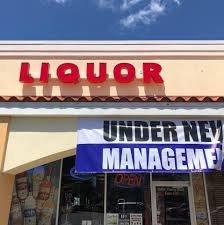 LIQUOR
UNDER NEW
MANAGEME
OPEN